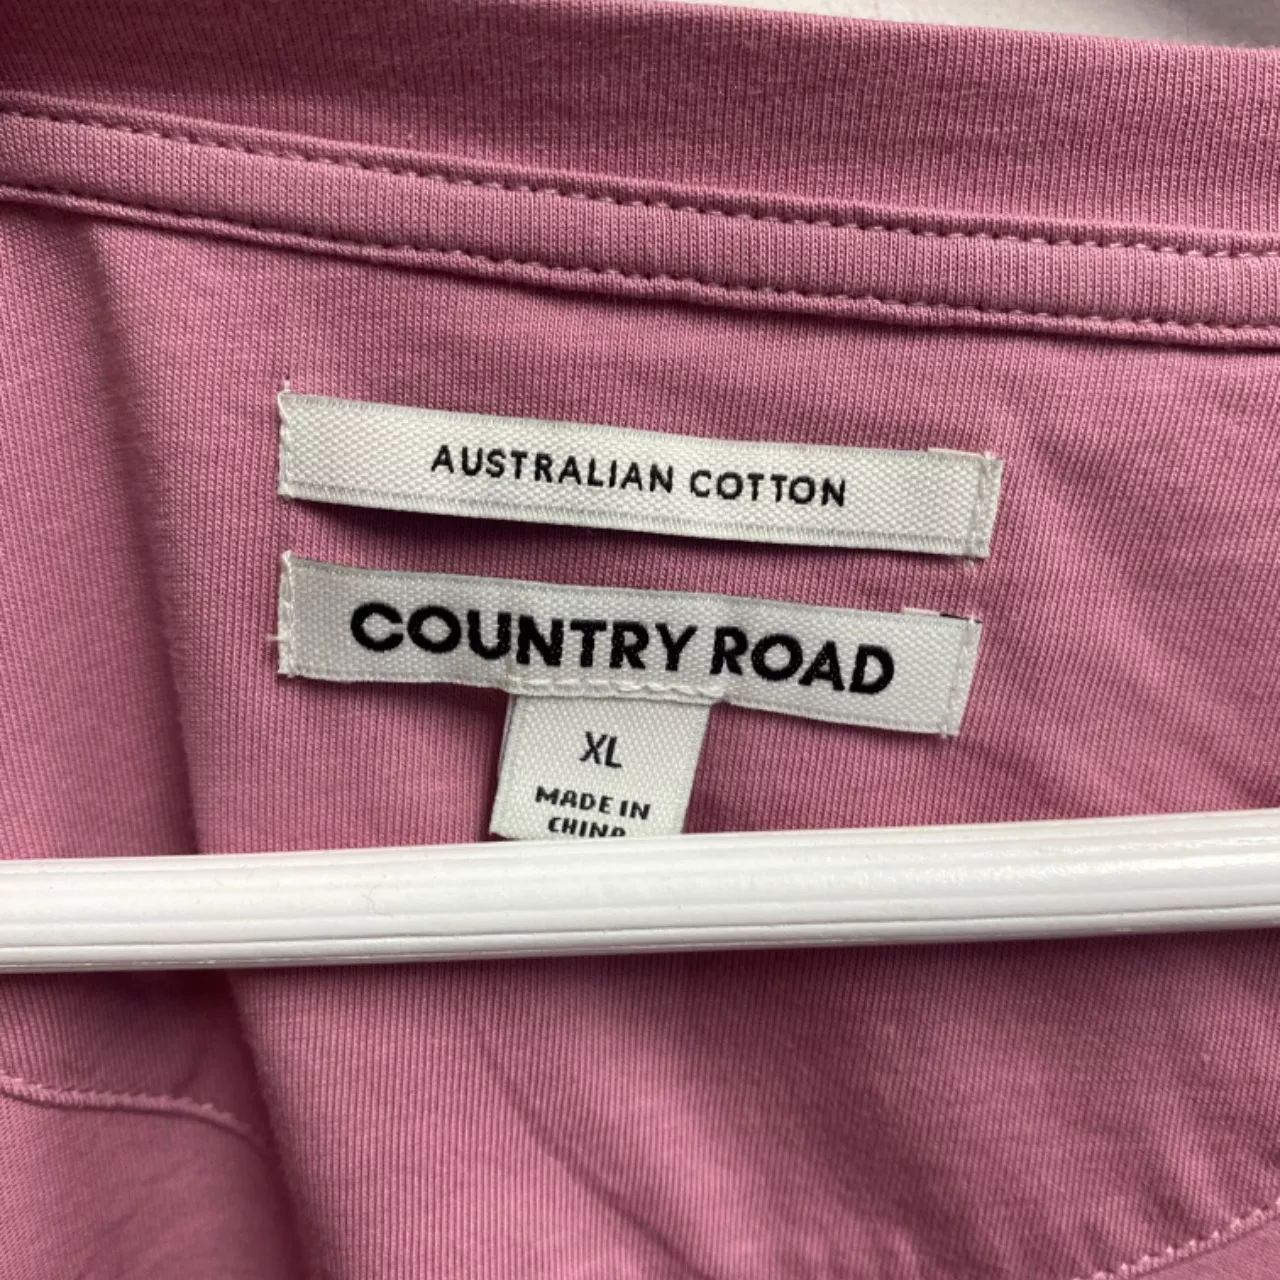 AUSTRALIAN COTTON
COUNTRY ROAD
XL
MADE IN
CHINA